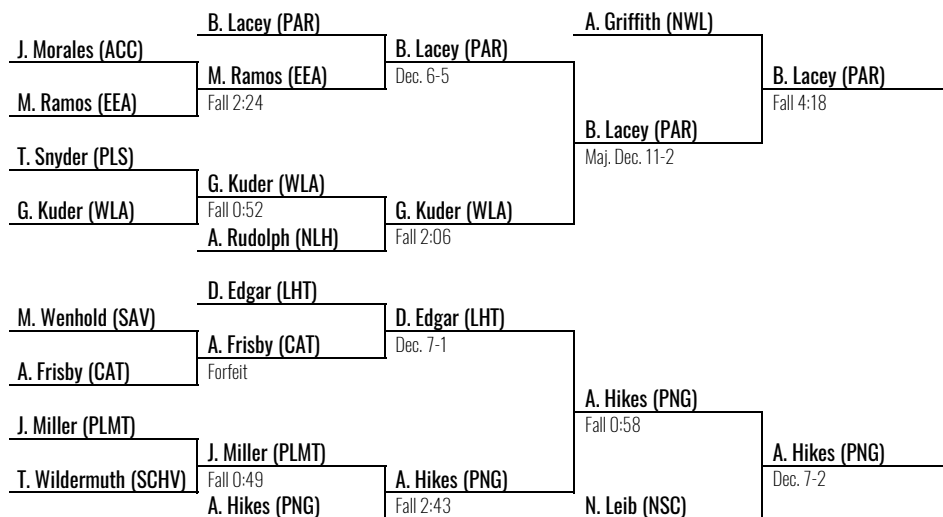 B. Lacey (PAR)
A. Griffith (NWL)
J. Morales (ACC)
B. Lacey (PAR)
Dec. 6-5
M. Ramos (EEA)
Fall 2:24
B. Lacey (PAR)
Fall 4:18
M. Ramos (EEA)
B. Lacey (PAR)
Maj. Dec. 11-2
T. Snyder (PLS)
G. Kuder (WLA)
Fall 0:52
G. Kuder (WLA)
G. Kuder (WLA)
Fall 2:06
A. Rudolph (NLH)
D. Edgar (LHT)
M. Wenhold (SAV)
D. Edgar (LHT)
Dec. 7-1
A. Frisby (CAT)
Forfeit
A. Frisby (CAT)
A. Hikes (PNG)
Fall 0:58
J. Miller (PLMT)
J. Miller (PLMT)
Fall 0:49
A. Hikes (PNG)
Dec. 7-2
T. Wildermuth (SCHV)
A. Hikes (PNG)
Fall 2:43
A. Hikes (PNG)
N. Leib (NSC)